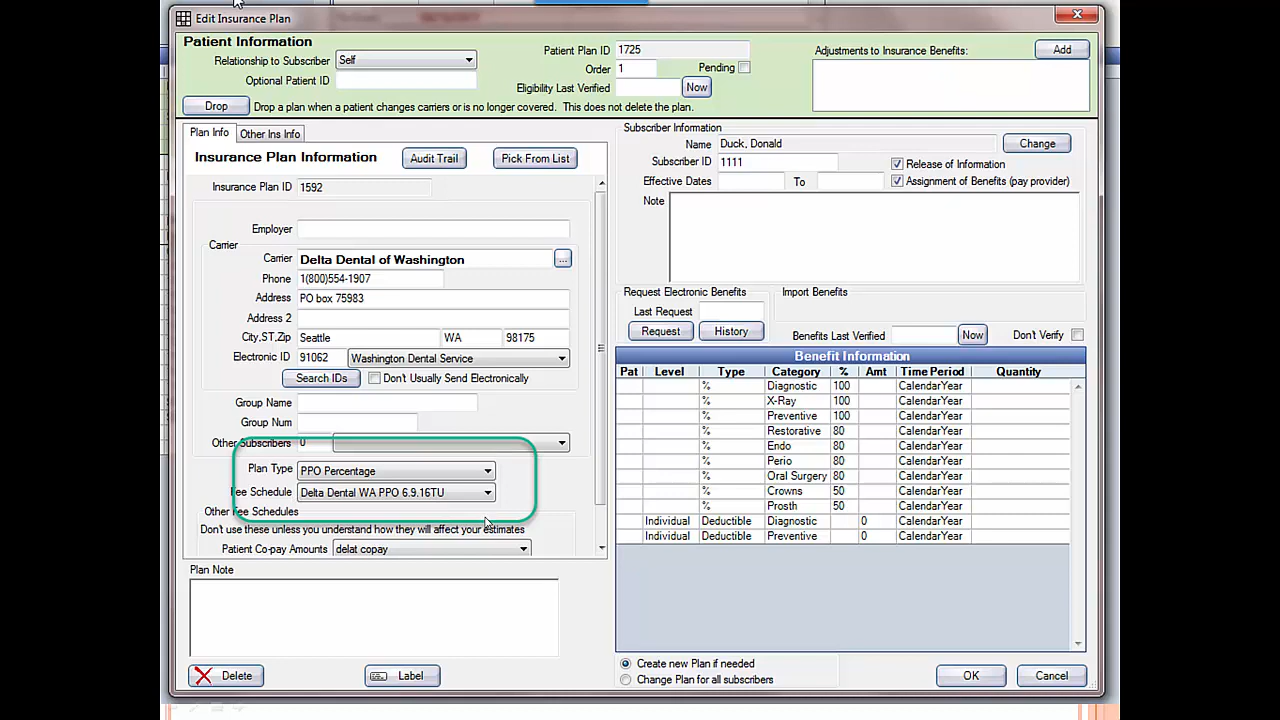 Edit Insurance Plan
Patient Information
Relationship to Subscriber Self
Optional Patient ID
Drop Drop a plan when a patient changes carriers or is no longer covered. This does not delete the plan.
Patient Plan ID 1725
Order 1 Pending
Eligibility Last Verified Now
Adjustments to Insurance Benefits: Add
Plan Info Other Ins Info
Insurance Plan Information Audit Trail Pick From List
Insurance Plan ID 1592
Employer
Carrier
Carrier Delta Dental of Washington ...
Phone 1(800)554-1907
Address PO box 75983
Address 2
City,ST,Zip Seattle WA 98175
Electronic ID 91062 Washington Dental Service
Search IDs Don't Usually Send Electronically
Group Name
Group Num
Other Subscribers 0
Plan Type PPO Percentage
Fee Schedule Delta Dental WA PPO 6.9.16TU
Other Fee Schedules
Don't use these unless you understand how they will affect your estimates
Patient Co-pay Amounts delat copay
Plan Note
Delete Label
Subscriber Information
Name Duck, Donald Change
Subscriber ID 1111 Release of Information
Effective Dates To Assignment of Benefits (pay provider)
Note
Request Electronic Benefits
Last Request
Request History
Import Benefits
Benefits Last Verified Now Don't Verify
Benefit Information
Pat Level Type Category % Amt Time Period Quantity
% Diagnostic 100 CalendarYear
% X-Ray 100 CalendarYear
% Preventive 100 CalendarYear
% Restorative 80 CalendarYear
% Endo 80 CalendarYear
% Perio 80 CalendarYear
% Oral Surgery 80 CalendarYear
% Crowns 50 CalendarYear
% Prosth 50 CalendarYear
Individual Deductible Diagnostic 0 CalendarYear
Individual Deductible Preventive 0 CalendarYear
Create new Plan if needed
Change Plan for all subscribers
OK Cancel